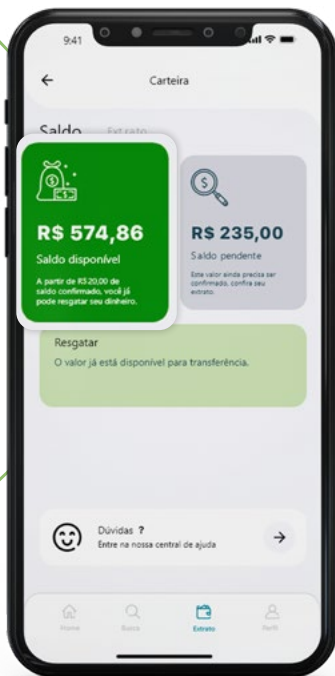 9:41
Carteira
Saldo Extrato
R$ 574,86
Saldo disponível
A partir de R$20,00 de
saldo confirmado, você já
pode resgatar seu dinheiro.
R$ 235,00
Saldo pendente
Este valor ainda precisa ser
confirmado, confira seu
extrato.
Resgatar
O valor já está disponível para transferência.
Dúvidas ?
Entre na nossa central de ajuda
Home Busca Extrato Perfil